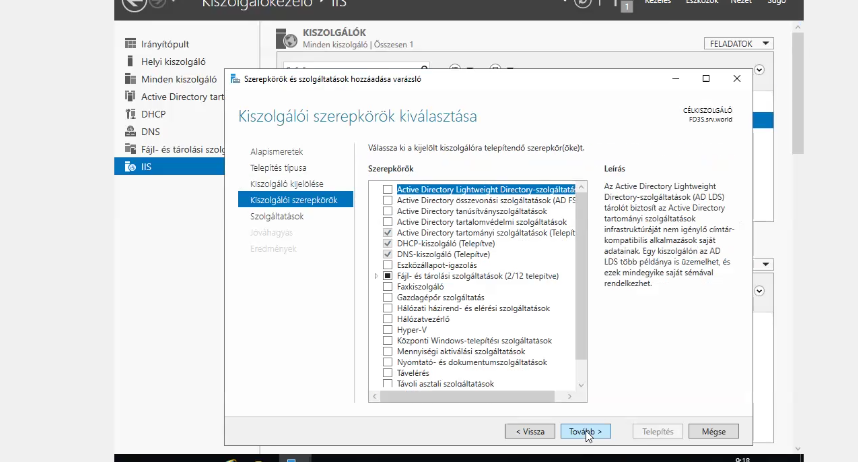 Kiszolgálókezelő · IIS
Kezelés Eszközök Nézet Súgó
1
Irányítópult
Helyi kiszolgáló
Minden kiszolgáló
Active Directory tart
DHCP
DNS
Fájl- és tárolási szolg
IIS
KISZOLGÁLÓK
Minden kiszolgáló | Összesen 1
FELADATOK
Szerepkörök és szolgáltatások hozzáadása varázsló
Kiszolgálói szerepkörök kiválasztása
CÉLKISZOLGÁLÓ
FD3S.srv.world
Alapismeretek
Telepítés típusa
Kiszolgáló kijelölése
Kiszolgálói szerepkörök
Szolgáltatások
Jóváhagyás
Eredmények
Válassza ki a kijelölt kiszolgálóra telepítendő szerepkör(öke)t.
Szerepkörök
Active Directory Lightweight Directory-szolgáltatás
Active Directory összevonási szolgáltatások (AD FS
Active Directory tanúsítványszolgáltatások
Active Directory tartalomvédelmi szolgáltatások
Active Directory tartományi szolgáltatások (Telepít
DHCP-kiszolgáló (Telepítve)
DNS-kiszolgáló (Telepítve)
Eszközállapot-igazolás
Fájl- és tárolási szolgáltatások (2/12 telepítve)
Faxkiszolgáló
Gazdagépőr szolgáltatás
Hálózati házirend- és elérési szolgáltatások
Hálózatvezérlő
Hyper-V
Központi Windows-telepítési szolgáltatások
Mennyiségi aktiválási szolgáltatások
Nyomtató- és dokumentumszolgáltatások
Távelérés
Távoli asztali szolgáltatások
Leírás
Az Active Directory Lightweight
Directory-szolgáltatások (AD LDS)
tárolót biztosít az Active Directory
tartományi szolgáltatások
infrastruktúráját nem igénylő címtár-
kompatibilis alkalmazások saját
adatainak. Egy kiszolgálón az AD
LDS több példánya is üzemelhet, és
ezek mindegyike saját sémával
rendelkezhet.
< Vissza
Tovább >
Telepítés
Mégse
9:18